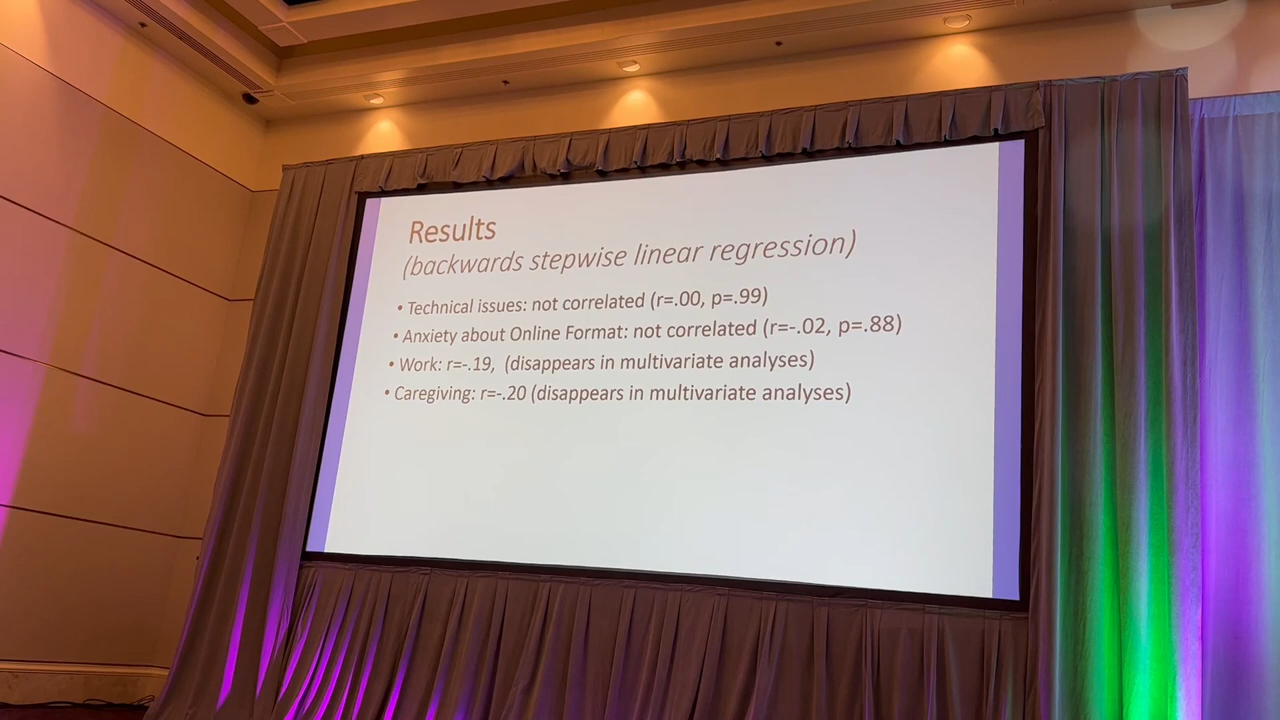 Results
(backwards stepwise linear regression)
• Technical issues: not correlated (r=.00, p=.99)
• Anxiety about Online Format: not correlated (r=-.02, p=.88)
• Work: r=-.19, (disappears in multivariate analyses)
• Caregiving: r=-.20 (disappears in multivariate analyses)